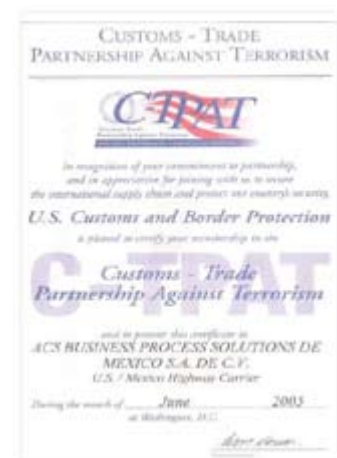 CUSTOMS - TRADE
PARTNERSHIP AGAINST TERRORISM
C-TPAT
In recognition of your commitment to partnership,
and in appreciation for joining with us to secure
the international supply chain and protect our country's security,
U.S. Customs and Border Protection
is pleased to certify your membership in the
C-TPAT
Customs - Trade
Partnership Against Terrorism
and to present this certificate to
ACS BUSINESS PROCESS SOLUTIONS DE
MEXICO S.A. DE C.V.
U.S. / Mexico Highway Carrier
During the month of June 2005
at Washington, D.C.